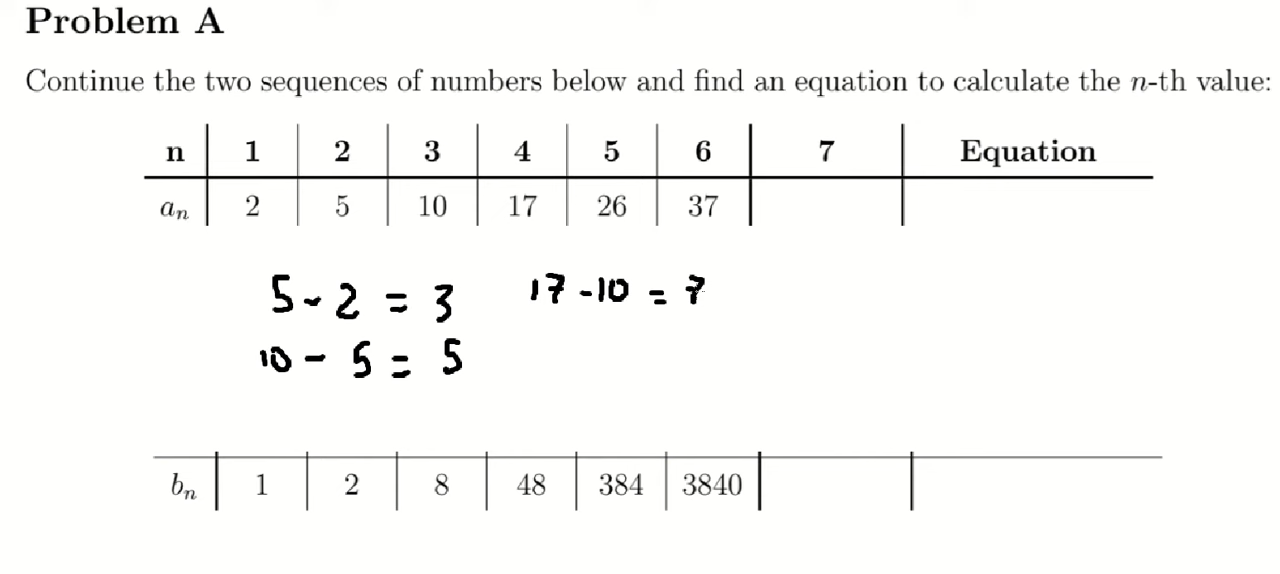 Problem A
Continue the two sequences of numbers below and find an equation to calculate the n-th value:
n 1 2 3 4 5 6 7 Equation
aₙ 2 5 10 17 26 37
5 - 2 = 3 17 - 10 = 7
10 - 5 = 5
bₙ 1 2 8 48 384 3840